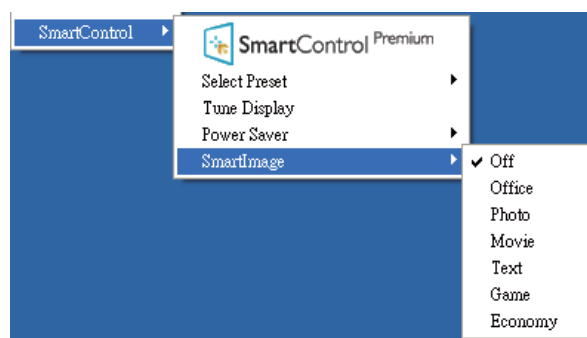 SmartControl
SmartControl Premium
Select Preset
Tune Display
Power Saver
SmartImage
Off
Office
Photo
Movie
Text
Game
Economy